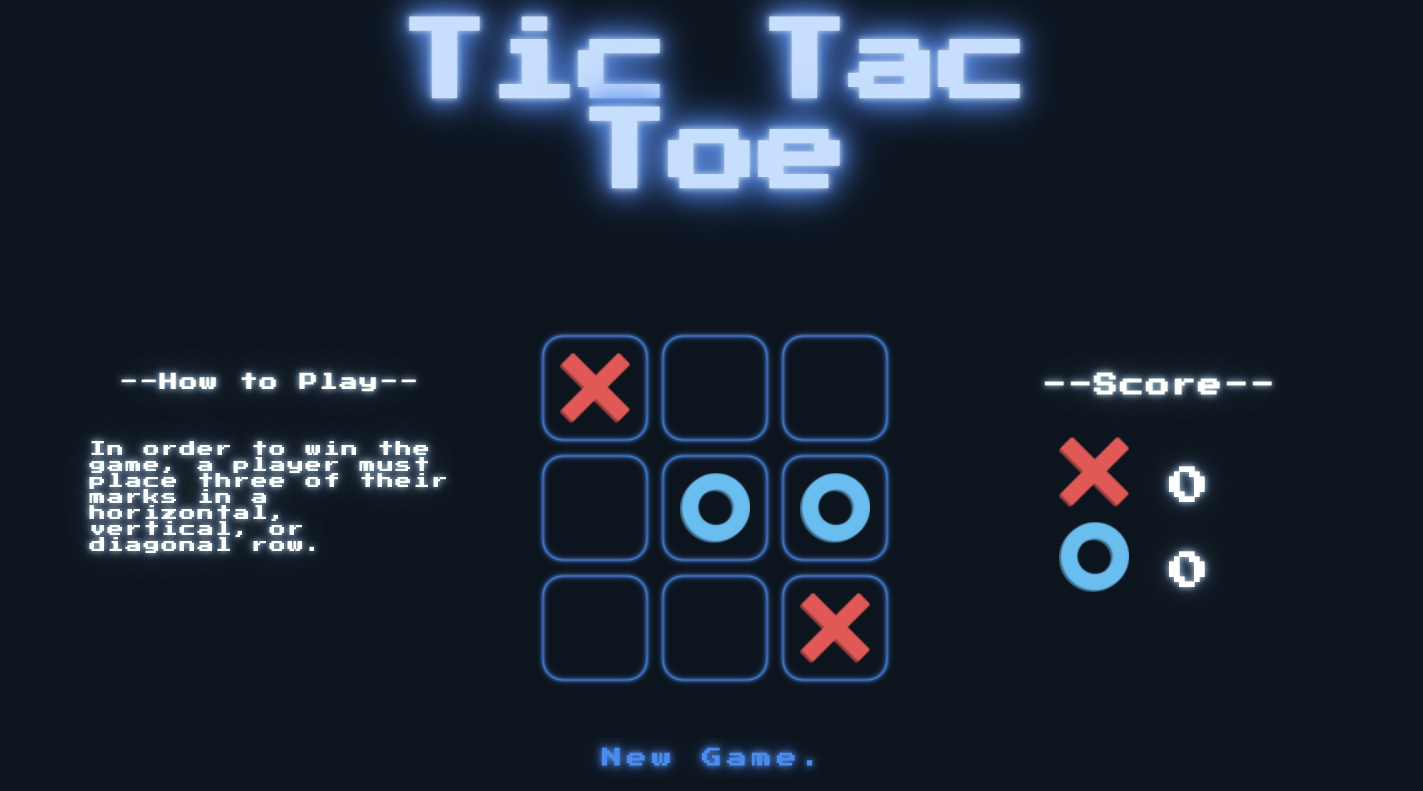 Tic Tac
Toe
--How to Play--
In order to win the
game, a player must
place three of their
marks in a
horizontal,
vertical, or
diagonal row.
--Score--
0
0
New Game.